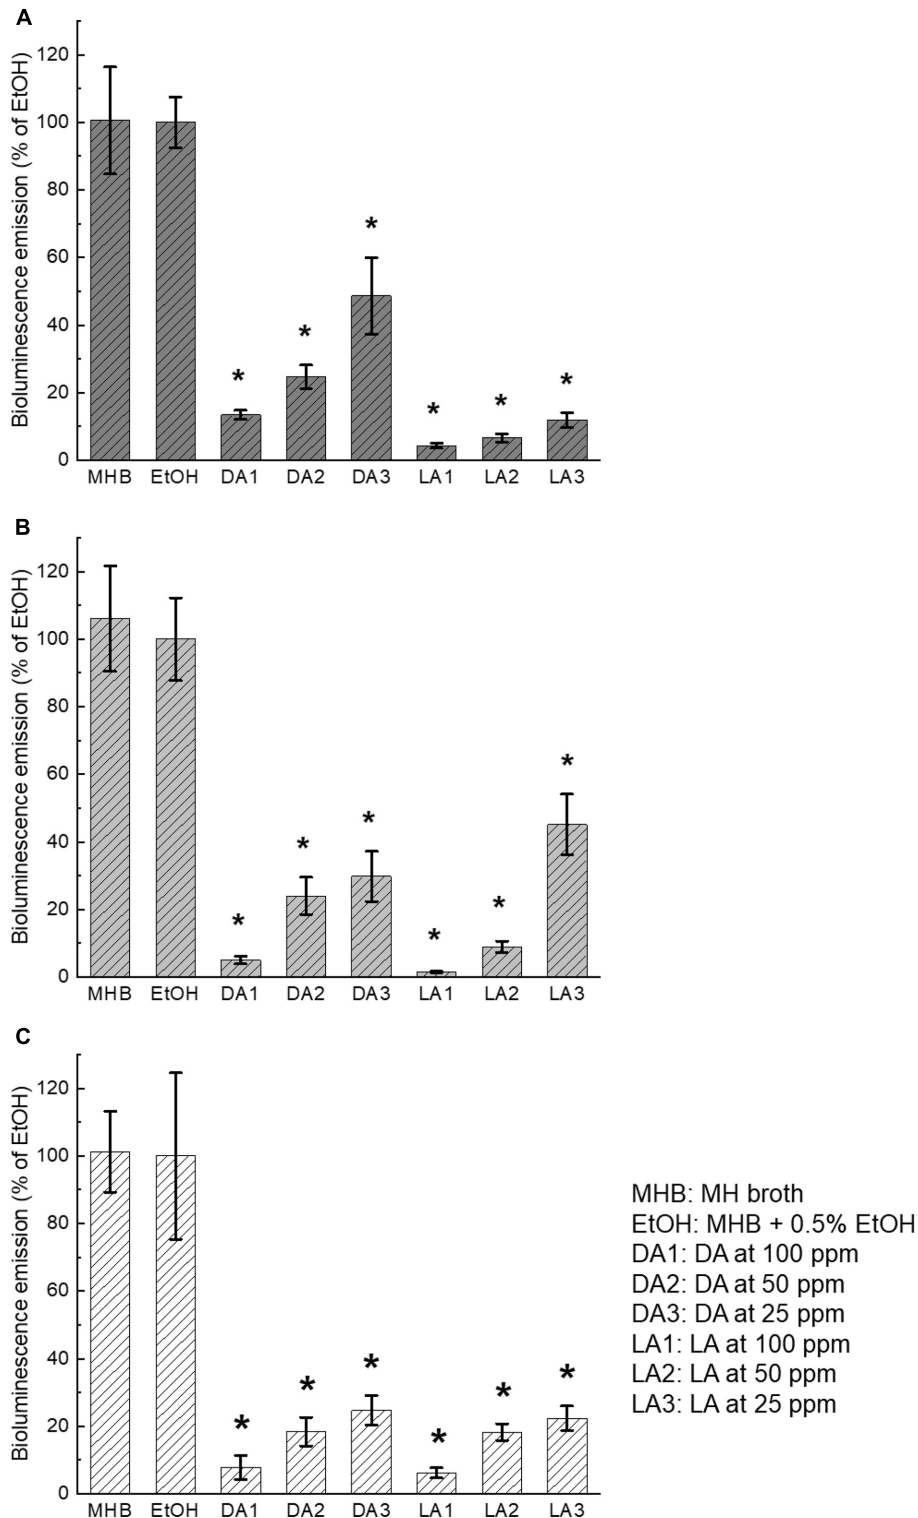 A
Bioluminescence emission (% of EtOH)
120
100
80
60
40
20
0
* * * * * *
MHB EtOH DA1 DA2 DA3 LA1 LA2 LA3
B
Bioluminescence emission (% of EtOH)
120
100
80
60
40
20
0
* * * * * *
MHB EtOH DA1 DA2 DA3 LA1 LA2 LA3
C
Bioluminescence emission (% of EtOH)
120
100
80
60
40
20
0
* * * * * *
MHB EtOH DA1 DA2 DA3 LA1 LA2 LA3
MHB: MH broth
EtOH: MHB + 0.5% EtOH
DA1: DA at 100 ppm
DA2: DA at 50 ppm
DA3: DA at 25 ppm
LA1: LA at 100 ppm
LA2: LA at 50 ppm
LA3: LA at 25 ppm